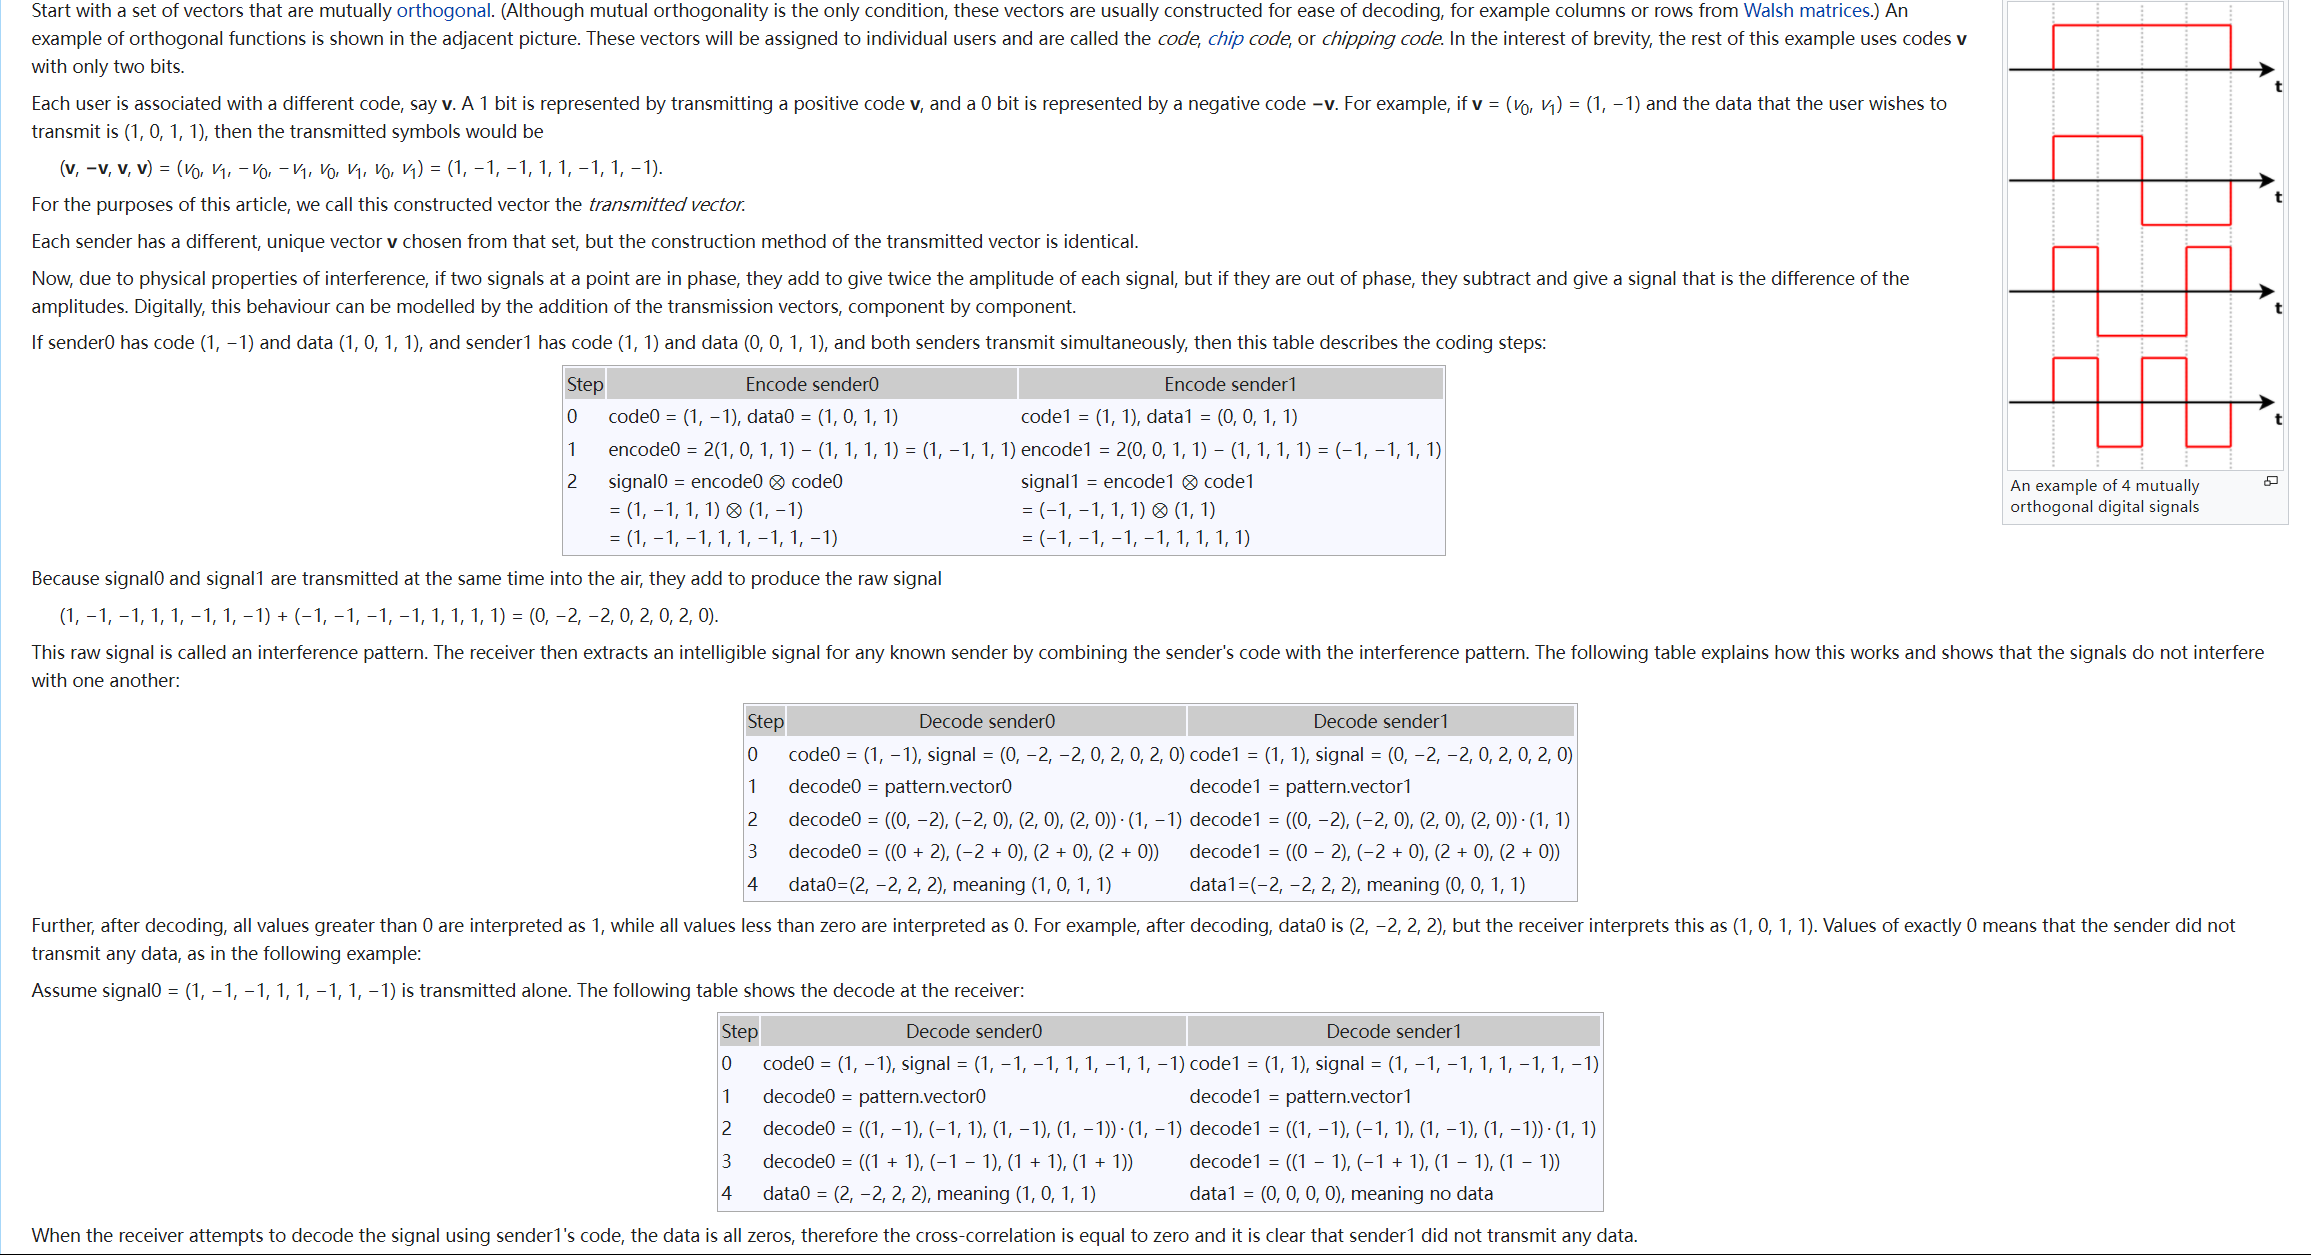 Start with a set of vectors that are mutually orthogonal. (Although mutual orthogonality is the only condition, these vectors are usually constructed for ease of decoding, for example columns or rows from Walsh matrices.) An
example of orthogonal functions is shown in the adjacent picture. These vectors will be assigned to individual users and are called the code, chip code, or chipping code. In the interest of brevity, the rest of this example uses codes v
with only two bits.
Each user is associated with a different code, say v. A 1 bit is represented by transmitting a positive code v, and a 0 bit is represented by a negative code −v. For example, if v = (v0, v1) = (1, −1) and the data that the user wishes to
transmit is (1, 0, 1, 1), then the transmitted symbols would be
(v, −v, v, v) = (v0, v1, −v0, −v1, v0, v1, v0, v1) = (1, −1, −1, 1, 1, −1, 1, −1).
For the purposes of this article, we call this constructed vector the transmitted vector.
Each sender has a different, unique vector v chosen from that set, but the construction method of the transmitted vector is identical.
Now, due to physical properties of interference, if two signals at a point are in phase, they add to give twice the amplitude of each signal, but if they are out of phase, they subtract and give a signal that is the difference of the
amplitudes. Digitally, this behaviour can be modelled by the addition of the transmission vectors, component by component.
If sender0 has code (1, −1) and data (1, 0, 1, 1), and sender1 has code (1, 1) and data (0, 0, 1, 1), and both senders transmit simultaneously, then this table describes the coding steps:
t
t
t
t
An example of 4 mutually
orthogonal digital signals
Step Encode sender0 Encode sender1
0 code0 = (1, −1), data0 = (1, 0, 1, 1) code1 = (1, 1), data1 = (0, 0, 1, 1)
1 encode0 = 2(1, 0, 1, 1) − (1, 1, 1, 1) = (1, −1, 1, 1) encode1 = 2(0, 0, 1, 1) − (1, 1, 1, 1) = (−1, −1, 1, 1)
2 signal0 = encode0 ⊗ code0 signal1 = encode1 ⊗ code1
= (1, −1, 1, 1) ⊗ (1, −1) = (−1, −1, 1, 1) ⊗ (1, 1)
= (1, −1, −1, 1, 1, −1, 1, −1) = (−1, −1, −1, −1, 1, 1, 1, 1)
Because signal0 and signal1 are transmitted at the same time into the air, they add to produce the raw signal
(1, −1, −1, 1, 1, −1, 1, −1) + (−1, −1, −1, −1, 1, 1, 1, 1) = (0, −2, −2, 0, 2, 0, 2, 0).
This raw signal is called an interference pattern. The receiver then extracts an intelligible signal for any known sender by combining the sender's code with the interference pattern. The following table explains how this works and shows that the signals do not interfere
with one another:
Step Decode sender0 Decode sender1
0 code0 = (1, −1), signal = (0, −2, −2, 0, 2, 0, 2, 0) code1 = (1, 1), signal = (0, −2, −2, 0, 2, 0, 2, 0)
1 decode0 = pattern.vector0 decode1 = pattern.vector1
2 decode0 = ((0, −2), (−2, 0), (2, 0), (2, 0)) · (1, −1) decode1 = ((0, −2), (−2, 0), (2, 0), (2, 0)) · (1, 1)
3 decode0 = ((0 + 2), (−2 + 0), (2 + 0), (2 + 0)) decode1 = ((0 − 2), (−2 + 0), (2 + 0), (2 + 0))
4 data0=(2, −2, 2, 2), meaning (1, 0, 1, 1) data1=(−2, −2, 2, 2), meaning (0, 0, 1, 1)
Further, after decoding, all values greater than 0 are interpreted as 1, while all values less than zero are interpreted as 0. For example, after decoding, data0 is (2, −2, 2, 2), but the receiver interprets this as (1, 0, 1, 1). Values of exactly 0 means that the sender did not
transmit any data, as in the following example:
Assume signal0 = (1, −1, −1, 1, 1, −1, 1, −1) is transmitted alone. The following table shows the decode at the receiver:
Step Decode sender0 Decode sender1
0 code0 = (1, −1), signal = (1, −1, −1, 1, 1, −1, 1, −1) code1 = (1, 1), signal = (1, −1, −1, 1, 1, −1, 1, −1)
1 decode0 = pattern.vector0 decode1 = pattern.vector1
2 decode0 = ((1, −1), (−1, 1), (1, −1), (1, −1)) · (1, −1) decode1 = ((1, −1), (−1, 1), (1, −1), (1, −1)) · (1, 1)
3 decode0 = ((1 + 1), (−1 − 1), (1 + 1), (1 + 1)) decode1 = ((1 − 1), (−1 + 1), (1 − 1), (1 − 1))
4 data0 = (2, −2, 2, 2), meaning (1, 0, 1, 1) data1 = (0, 0, 0, 0), meaning no data
When the receiver attempts to decode the signal using sender1's code, the data is all zeros, therefore the cross-correlation is equal to zero and it is clear that sender1 did not transmit any data.